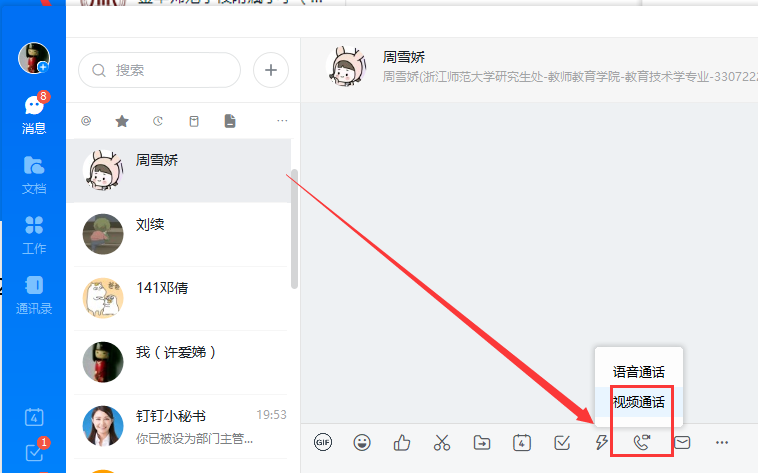 8
消息
文档
工作
通讯录
4
1
搜索
周雪娇
刘续
141邓倩
我（许爱娣）
钉钉小秘书 19:53
你已被设为部门主管...
周雪娇
周雪娇(浙江师范大学研究生处-教师教育学院-教育技术学专业-3307222
语音通话
视频通话
GIF
4